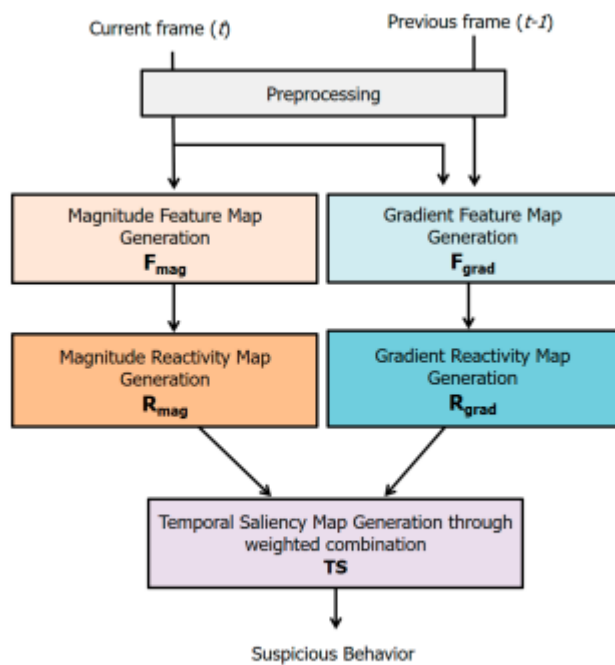 Current frame (t)
Previous frame (t-1)
Preprocessing
Magnitude Feature Map
Generation
Fmag
Gradient Feature Map
Generation
Fgrad
Magnitude Reactivity Map
Generation
Rmag
Gradient Reactivity Map
Generation
Rgrad
Temporal Saliency Map Generation through
weighted combination
TS
Suspicious Behavior